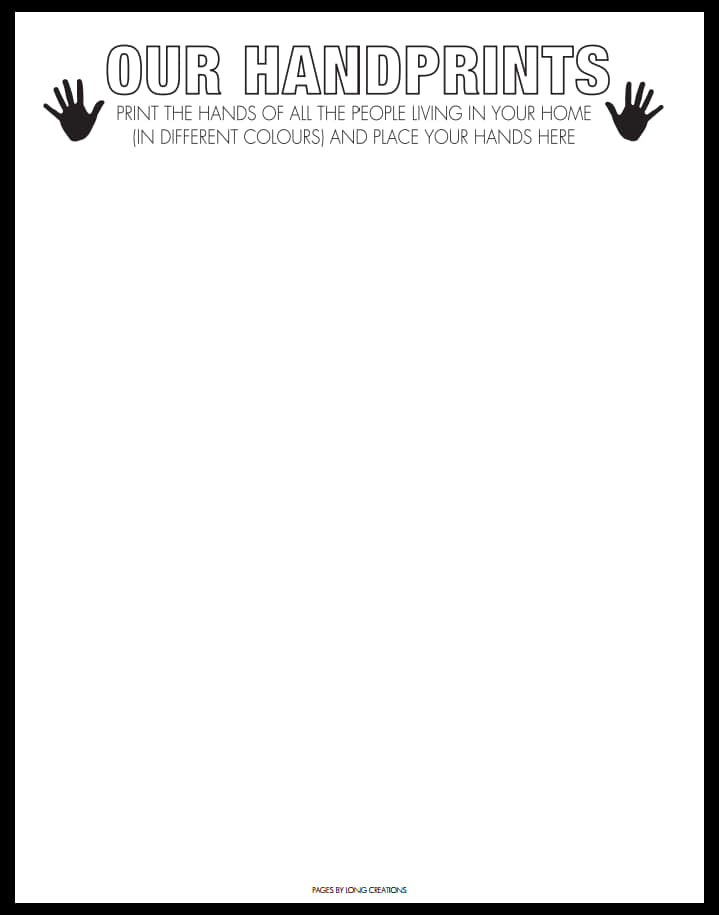 OUR HANDPRINTS
PRINT THE HANDS OF ALL THE PEOPLE LIVING IN YOUR HOME
(IN DIFFERENT COLOURS) AND PLACE YOUR HANDS HERE
PAGES BY LONG CREATIONS